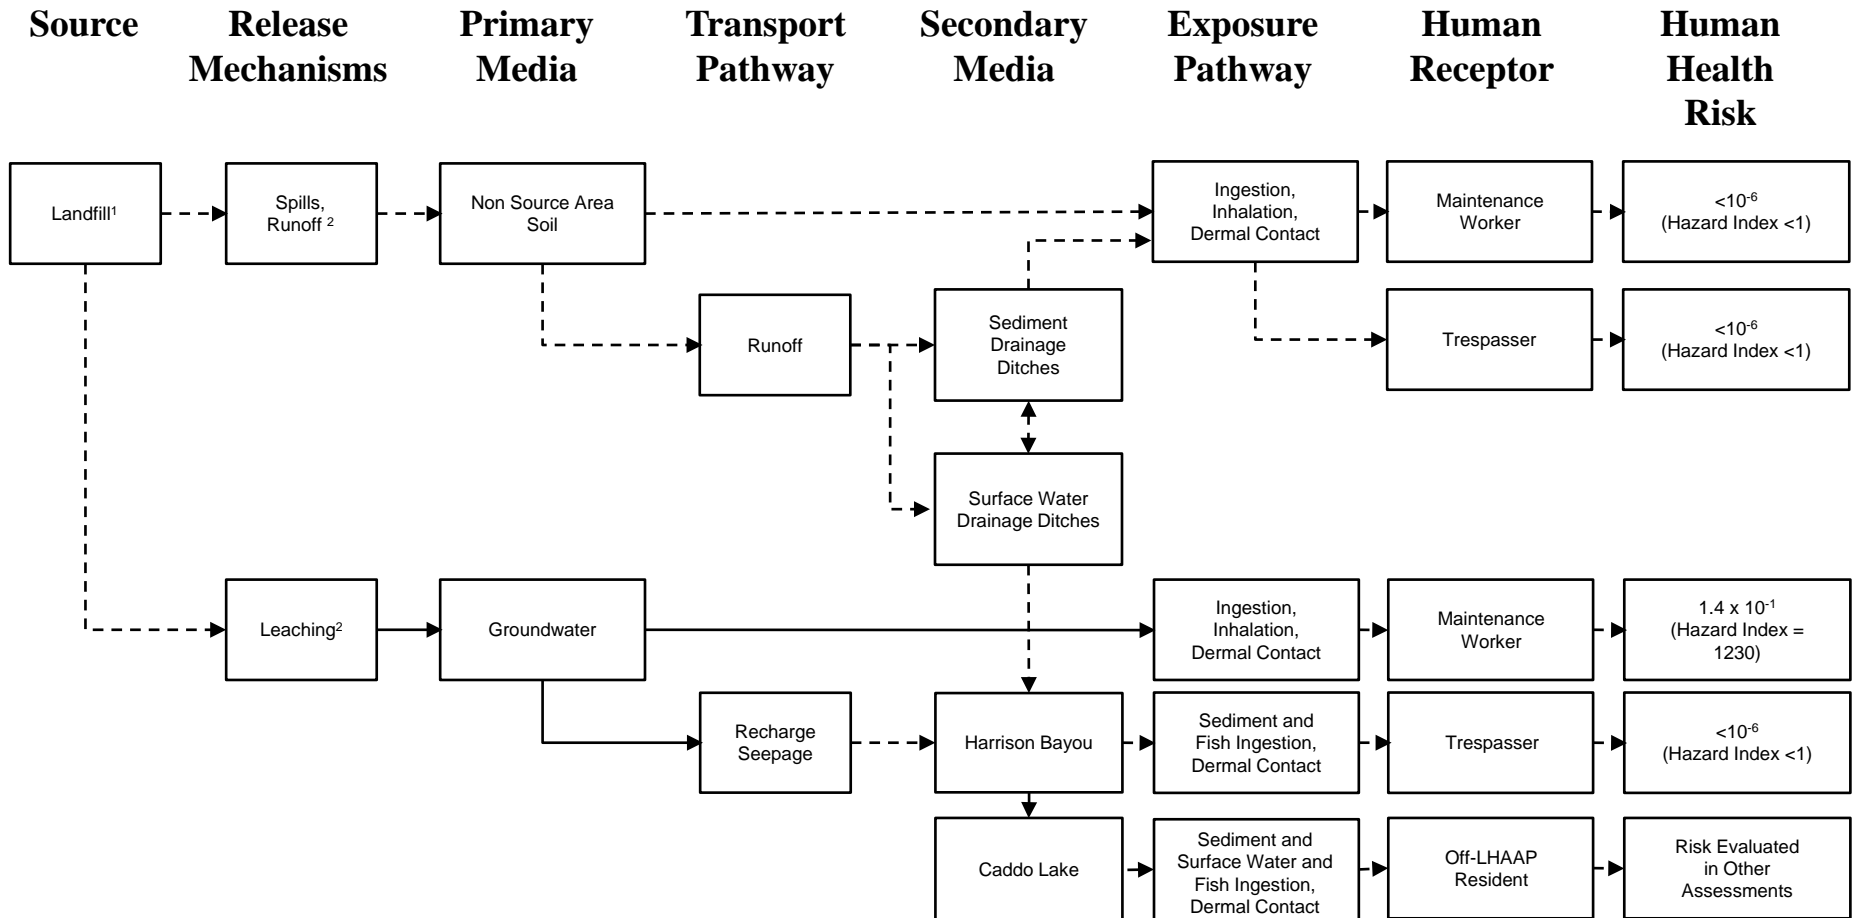 Source
Release
Mechanisms
Primary
Media
Transport
Pathway
Secondary
Media
Exposure
Pathway
Human
Receptor
Human
Health
Risk
Landfill¹
Spills,
Runoff ²
Non Source Area
Soil
Ingestion,
Inhalation,
Dermal Contact
Maintenance
Worker
<10⁻⁶
(Hazard Index <1)
Runoff
Sediment
Drainage
Ditches
Trespasser
<10⁻⁶
(Hazard Index <1)
Surface Water
Drainage Ditches
Leaching²
Groundwater
Ingestion,
Inhalation,
Dermal Contact
Maintenance
Worker
1.4 x 10⁻¹
(Hazard Index =
1230)
Recharge
Seepage
Harrison Bayou
Sediment and
Fish Ingestion,
Dermal Contact
Trespasser
<10⁻⁶
(Hazard Index <1)
Caddo Lake
Sediment and
Surface Water and
Fish Ingestion,
Dermal Contact
Off-LHAAP
Resident
Risk Evaluated
in Other
Assessments